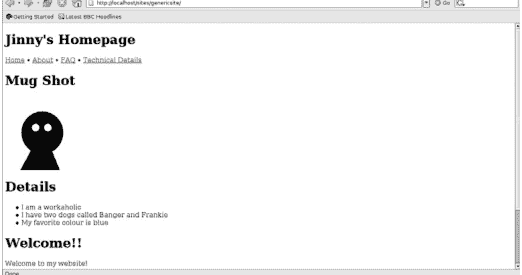 http://localhost/sites/genericsite/ Go
Getting Started Latest BBC Headlines
Jinny's Homepage
Home • About • FAQ • Technical Details
Mug Shot
Details
• I am a workaholic
• I have two dogs called Banger and Frankie
• My favorite colour is blue
Welcome!!
Welcome to my website!
Done